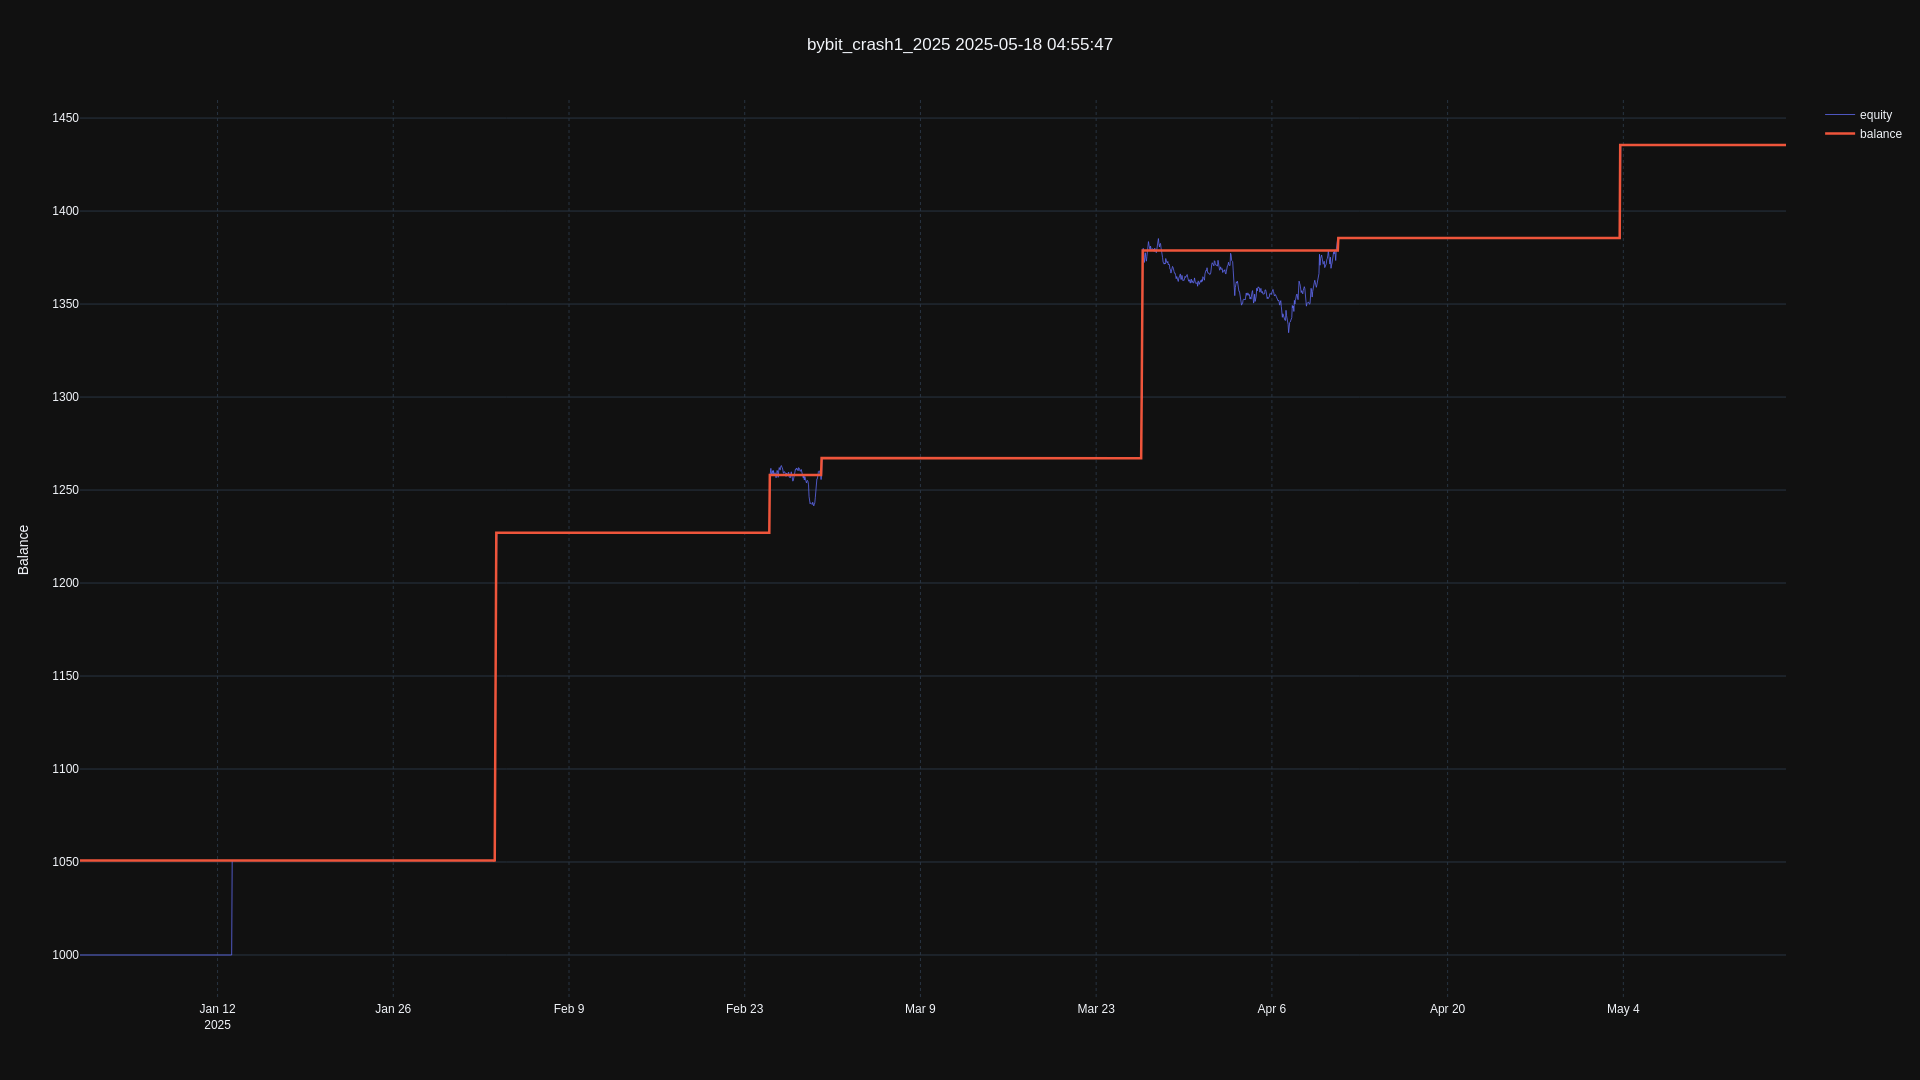 bybit_crash1_2025 2025-05-18 04:55:47
equity
balance
Balance
1450
1400
1350
1300
1250
1200
1150
1100
1050
1000
Jan 12
2025
Jan 26
Feb 9
Feb 23
Mar 9
Mar 23
Apr 6
Apr 20
May 4